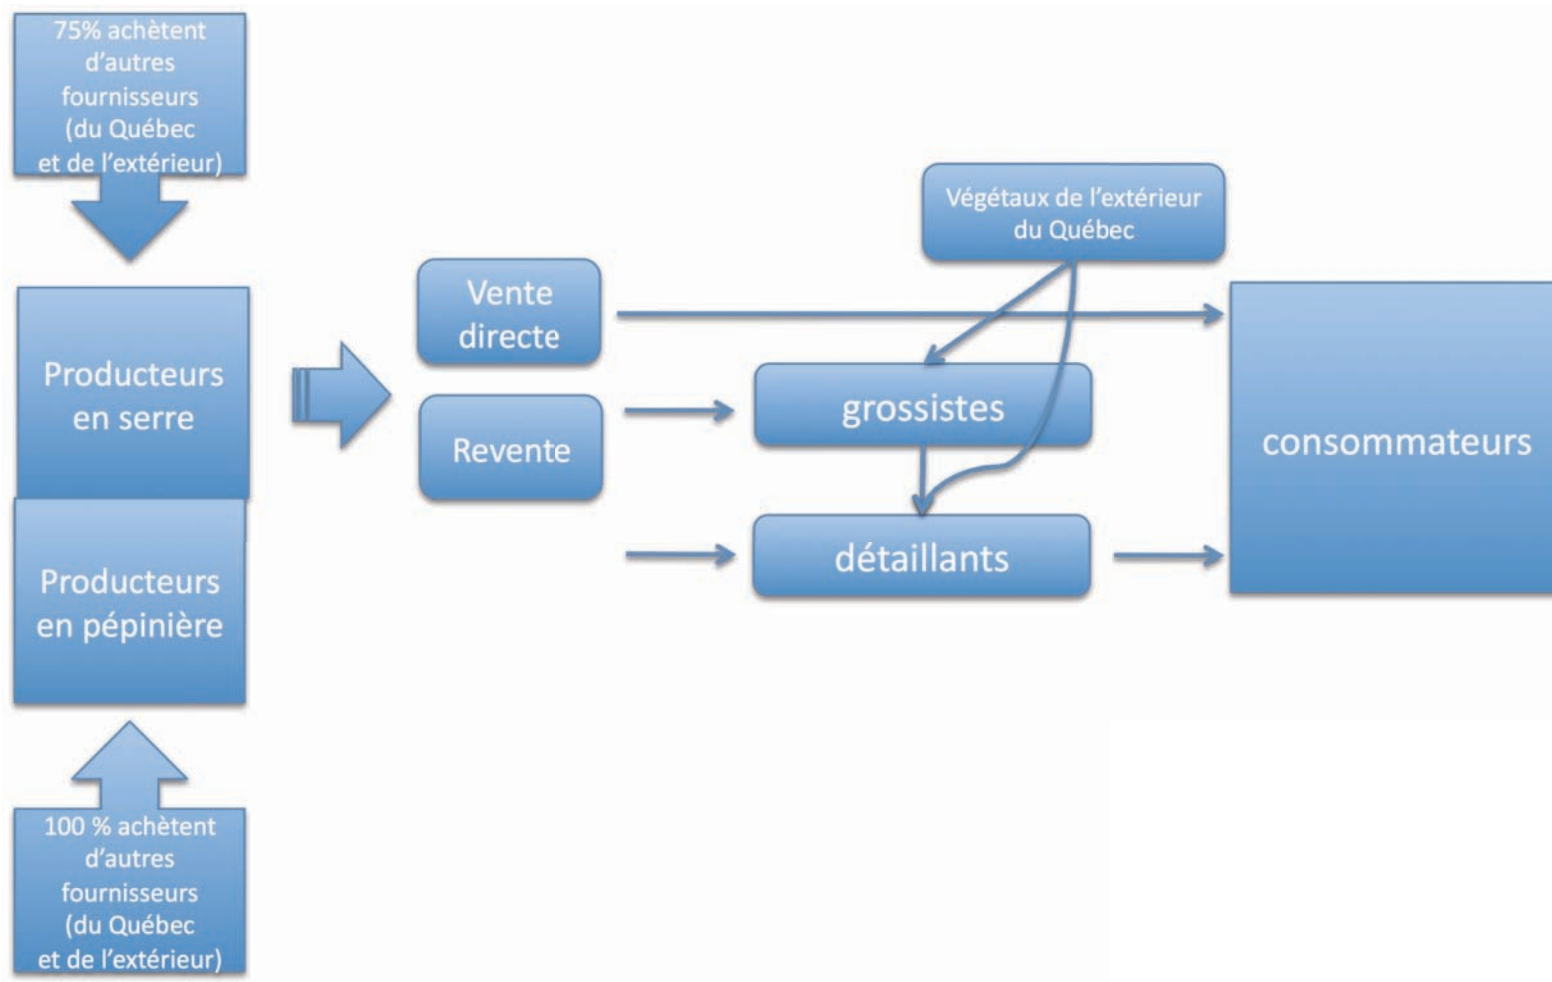 75% achètent
d'autres
fournisseurs
(du Québec
et de l'extérieur)
Végétaux de l'extérieur
du Québec
Vente
directe
Producteurs
en serre
grossistes
Revente
consommateurs
détaillants
Producteurs
en pépinière
100 % achètent
d'autres
fournisseurs
(du Québec
et de l'extérieur)